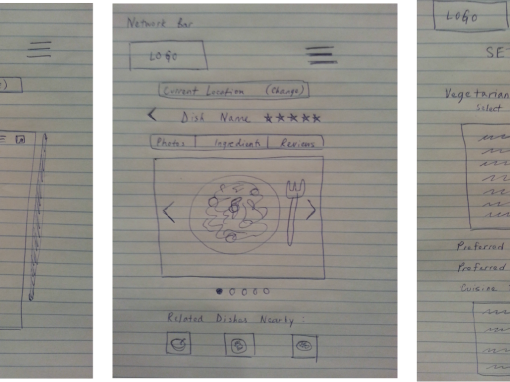 )
Network Bar
LOGO
Current Location (Change)
< Dish Name ★★★★★
Photos | Ingredients | Reviews
Related Dishes Nearby:
LOGO
SE
Vegetarian
Select
Preferred
Preferred
Cuisine